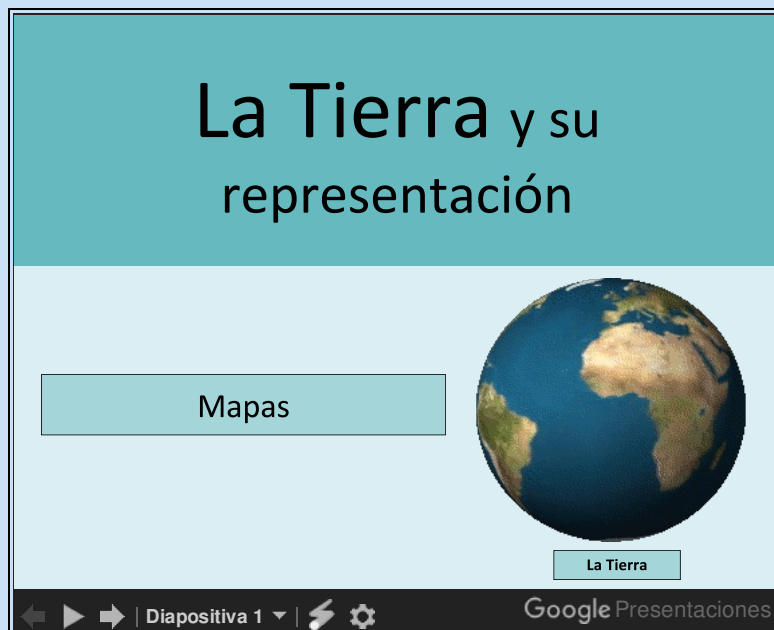 La Tierra y su
representación
Mapas
La Tierra
Diapositiva 1
Google Presentaciones